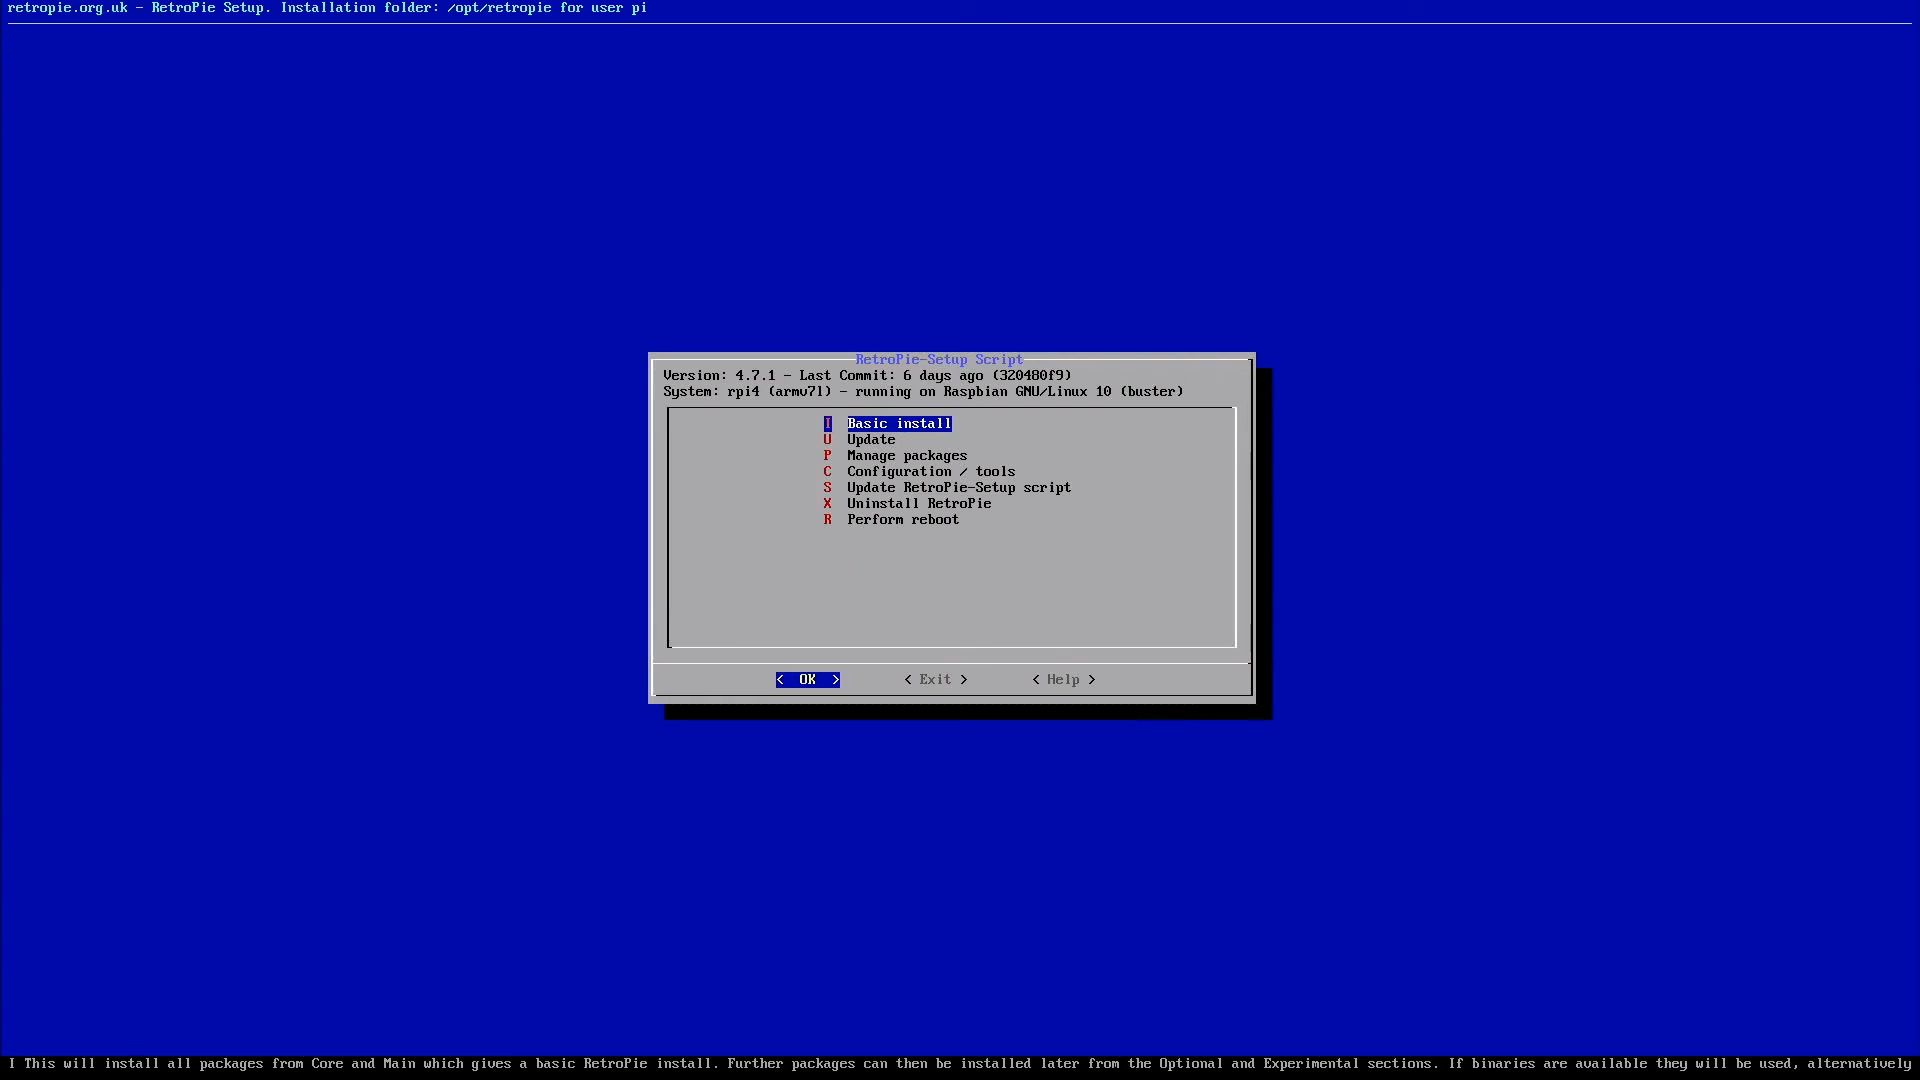 retropie.org.uk - RetroPie Setup. Installation folder: /opt/retropie for user pi
RetroPie-Setup Script
Version: 4.7.1 - Last Commit: 6 days ago (320480f9)
System: rpi4 (armv7l) - running on Raspbian GNU/Linux 10 (buster)
I Basic install
U Update
P Manage packages
C Configuration / tools
S Update RetroPie-Setup script
X Uninstall RetroPie
R Perform reboot
< OK > < Exit > < Help >
I This will install all packages from Core and Main which gives a basic RetroPie install. Further packages can then be installed later from the Optional and Experimental sections. If binaries are available they will be used, alternatively